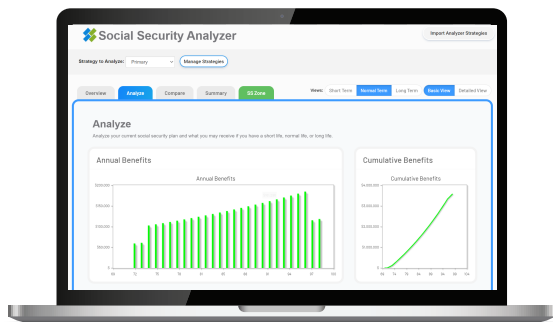 Social Security Analyzer
Import Analyzer Strategies
Strategy to Analyze: Primary
Manage Strategies
Overview Analyze Compare Summary SS Zone
Views: Short Term Normal Term Long Term Basic View Detailed View
Analyze
Analyze your current social security plan and what you may receive if you have a short life, normal life, or long life.
Annual Benefits
Annual Benefits
Cumulative Benefits
Cumulative Benefits